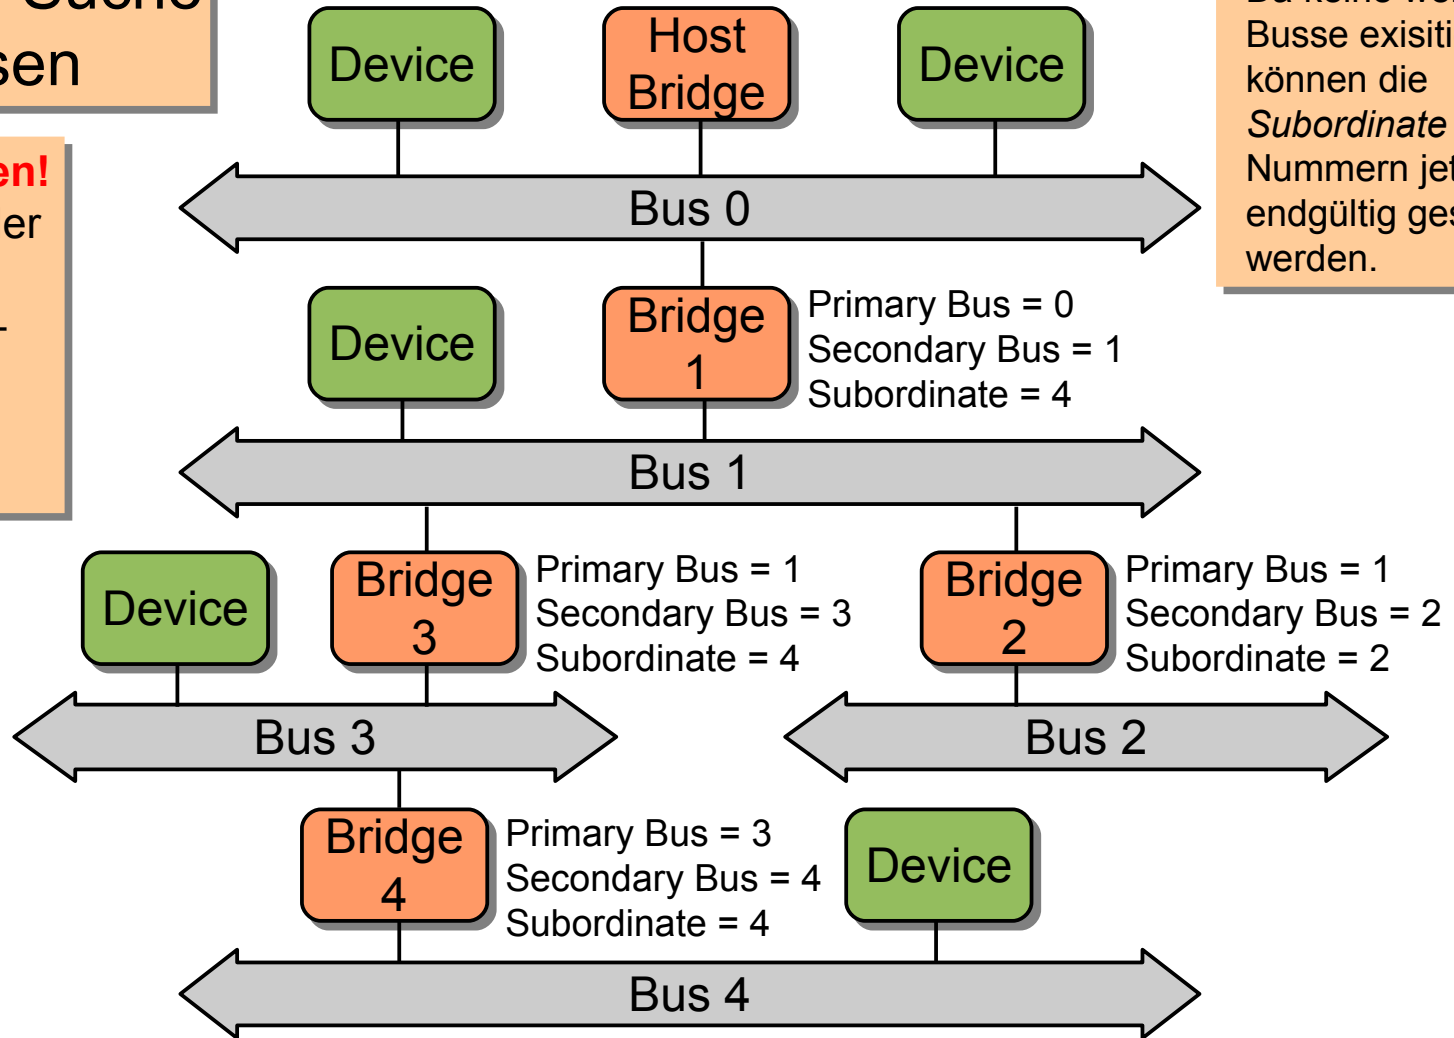 Suche
sen
en!
er
-
Da keine
Busse
können die
Subordinate
Nummern
endgültig
werden.
Device
Host
Bridge
Device
Bus 0
Device
Bridge
1
Primary Bus = 0
Secondary Bus = 1
Subordinate = 4
Bus 1
Device
Bridge
3
Primary Bus = 1
Secondary Bus = 3
Subordinate = 4
Bridge
2
Primary Bus = 1
Secondary Bus = 2
Subordinate = 2
Bus 3
Bus 2
Bridge
4
Primary Bus = 3
Secondary Bus = 4
Subordinate = 4
Device
Bus 4